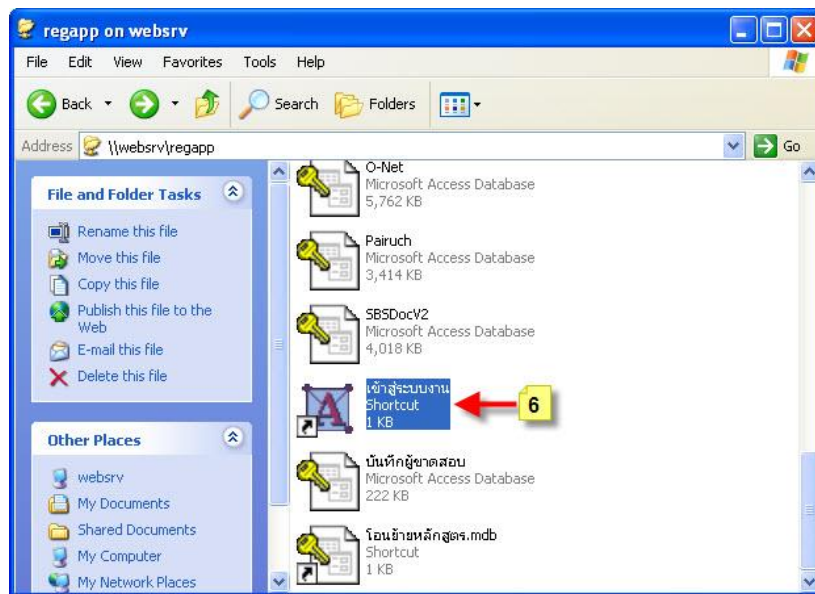 regapp on websrv
File Edit View Favorites Tools Help
Back Search Folders
Address \\websrv\regapp Go
File and Folder Tasks
Rename this file
Move this file
Copy this file
Publish this file to the
Web
E-mail this file
Delete this file
Other Places
websrv
My Documents
Shared Documents
My Computer
My Network Places
O-Net
Microsoft Access Database
5,762 KB
Pairuch
Microsoft Access Database
3,414 KB
SBSDocV2
Microsoft Access Database
4,018 KB
เข้าสู่ระบบงาน
Shortcut
1 KB
6
บันทึกผู้ขาดสอบ
Microsoft Access Database
222 KB
โอนย้ายหลักสูตร.mdb
Shortcut
1 KB